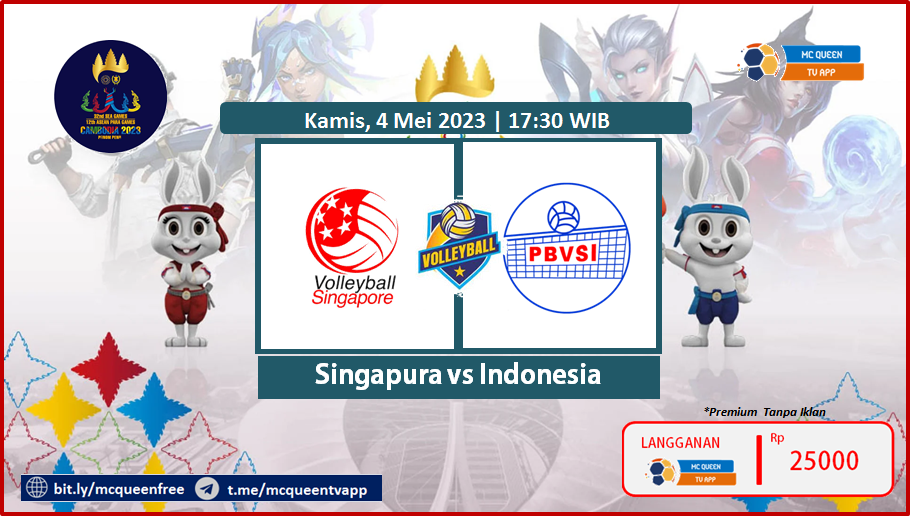 32nd SEA GAMES
12th ASEAN PARA GAMES
CAMBODIA 2023
MC QUEEN
TV APP
Kamis, 4 Mei 2023 | 17:30 WIB
Volleyball
Singapore
VOLLEYBALL
PBVSI
Singapura vs Indonesia
*Premium Tanpa Iklan
LANGGANAN
MC QUEEN
TV APP
Rp
25000
bit.ly/mcqueenfree
t.me/mcqueentvapp